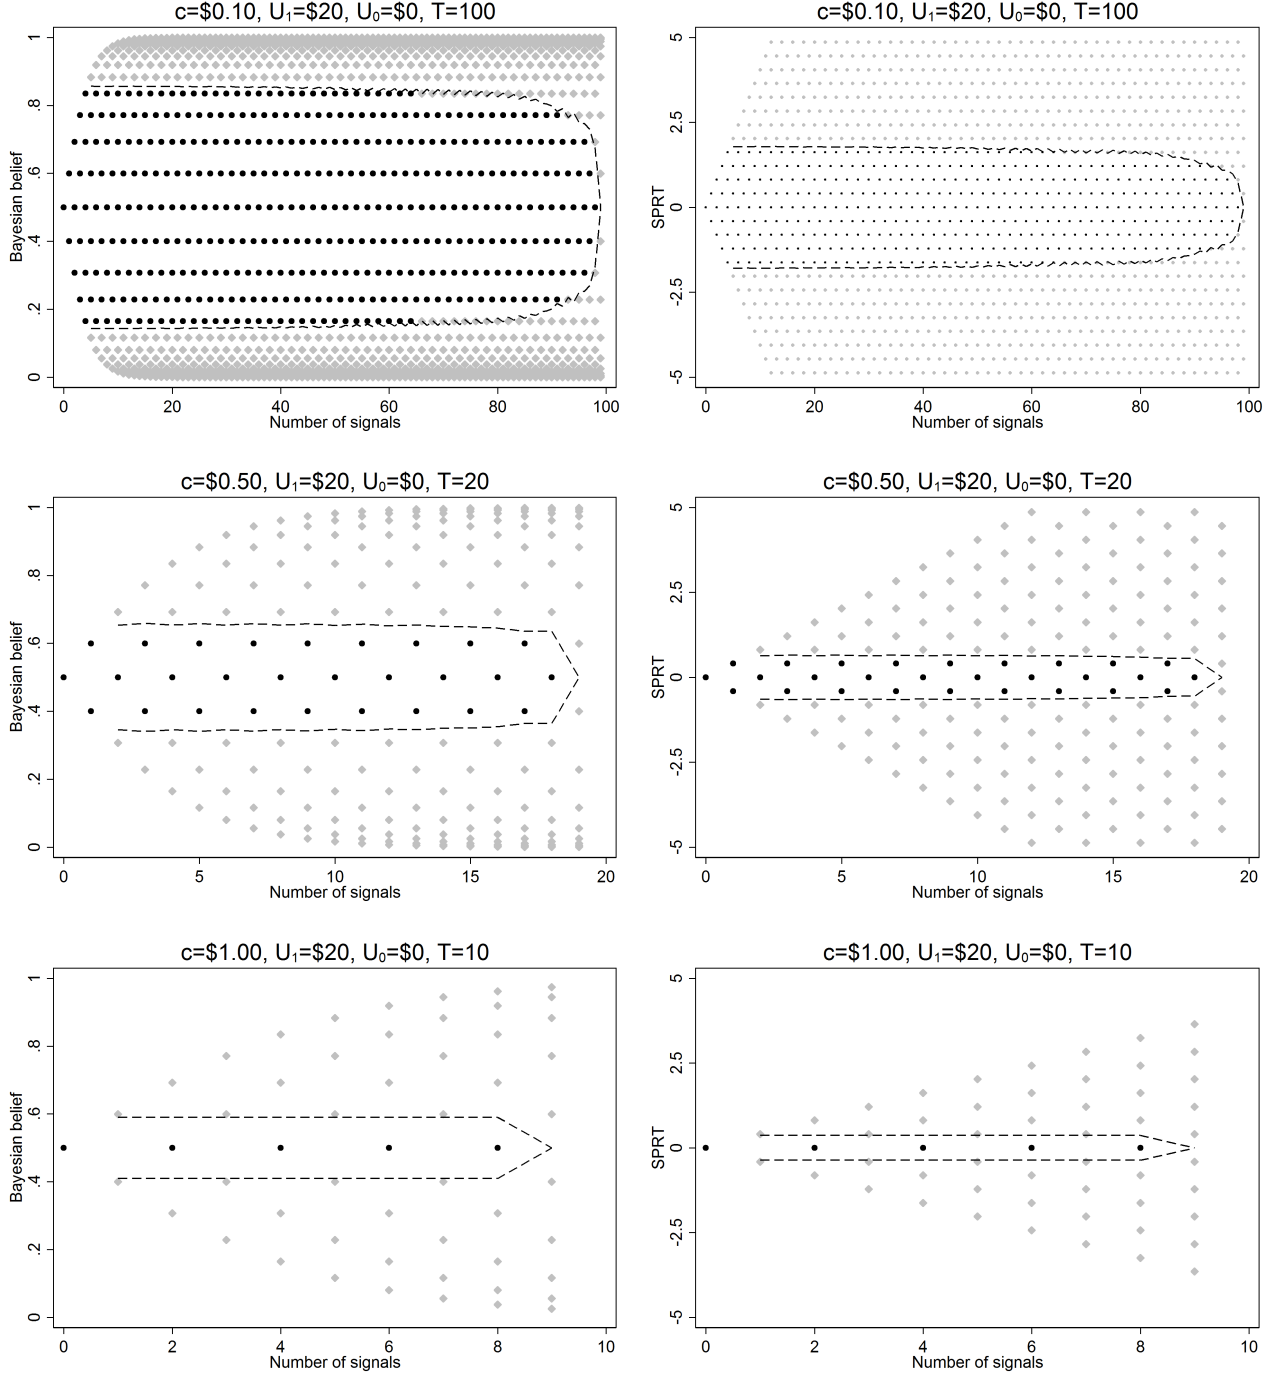 c=$0.10, U₁=$20, U₀=$0, T=100
Bayesian belief
1
.8
.6
.4
.2
0
0 20 40 60 80 100
Number of signals
c=$0.10, U₁=$20, U₀=$0, T=100
SPRT
5
2.5
0
-2.5
-5
0 20 40 60 80 100
Number of signals
c=$0.50, U₁=$20, U₀=$0, T=20
Bayesian belief
1
.8
.6
.4
.2
0
0 5 10 15 20
Number of signals
c=$0.50, U₁=$20, U₀=$0, T=20
SPRT
5
2.5
0
-2.5
-5
0 5 10 15 20
Number of signals
c=$1.00, U₁=$20, U₀=$0, T=10
Bayesian belief
1
.8
.6
.4
.2
0
0 2 4 6 8 10
Number of signals
c=$1.00, U₁=$20, U₀=$0, T=10
SPRT
5
2.5
0
-2.5
-5
0 2 4 6 8 10
Number of signals